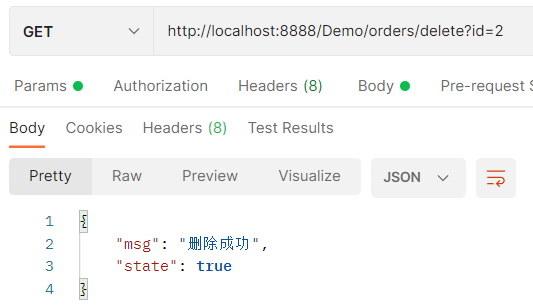 GET http://localhost:8888/Demo/orders/delete?id=2
Params Authorization Headers (8) Body Pre-request S
Body Cookies Headers (8) Test Results
Pretty Raw Preview Visualize JSON
1 {
2 "msg": "删除成功",
3 "state": true
4 }